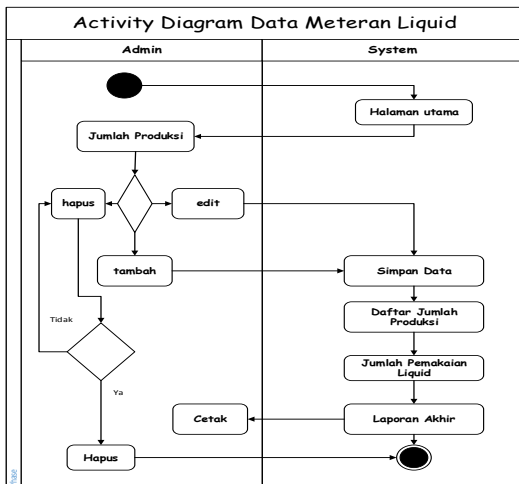 Activity Diagram Data Meteran Liquid
Admin
System
Halaman utama
Jumlah Produksi
hapus
edit
tambah
Simpan Data
Daftar Jumlah
Produksi
Tidak
Jumlah Pemakaian
Liquid
Ya
Cetak
Laporan Akhir
Hapus
Phase